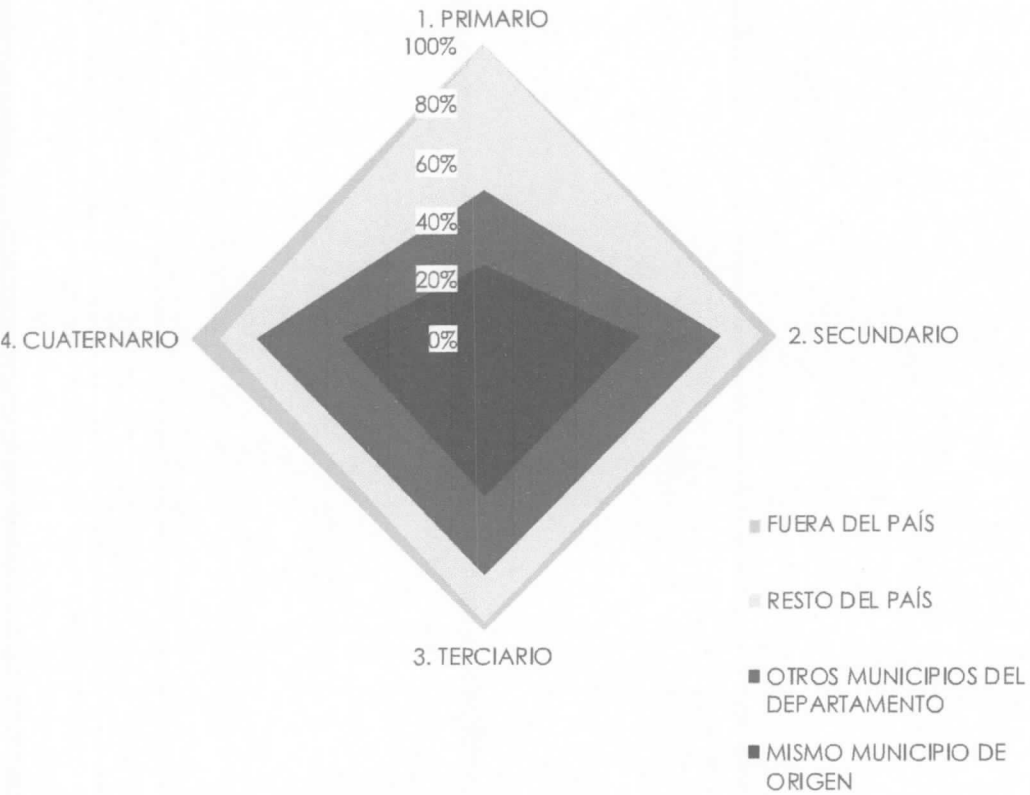 1. PRIMARIO
100%
80%
60%
40%
20%
0%
4. CUATERNARIO
2. SECUNDARIO
3. TERCIARIO
FUERA DEL PAÍS
RESTO DEL PAÍS
OTROS MUNICIPIOS DEL
DEPARTAMENTO
MISMO MUNICIPIO DE
ORIGEN